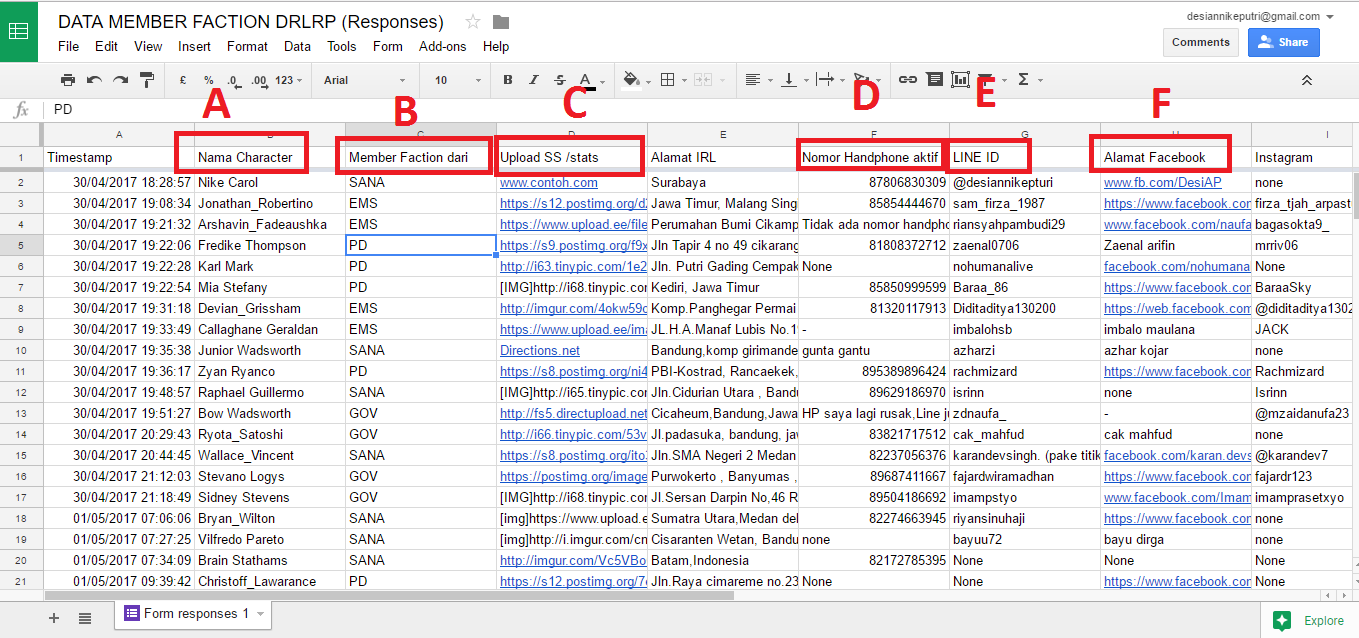 DATA MEMBER FACTION DRLRP (Responses)
desiannikeputri@gmail.com
File Edit View Insert Format Data Tools Form Add-ons Help
Comments Share
£ % .0 .00 123 Arial 10 B I S A Σ
A B C D E F
fx PD
A C D E F G H I
1 Timestamp Nama Character Member Faction dari Upload SS /stats Alamat IRL Nomor Handphone aktif LINE ID Alamat Facebook Instagram
2 30/04/2017 18:28:57 Nike Carol SANA www.contoh.com Surabaya 87806830309 @desiannikepturi www.fb.com/DesiAP none
3 30/04/2017 19:08:34 Jonathan_Robertino EMS https://s12.postimg.org/d Jawa Timur, Malang Sing 85854444670 sam_firza_1987 https://www.facebook.con firza_tjah_arpast
4 30/04/2017 19:21:32 Arshavin_Fadeaushka EMS https://www.upload.ee/file Perumahan Bumi Cikamp Tidak ada nomor handpho riansyahpambudi29 www.facebook.com/naufa bagasokta9_
5 30/04/2017 19:22:06 Fredike Thompson PD https://s9.postimg.org/f9x Jln Tapir 4 no 49 cikarang 81808372712 zaenal0706 Zaenal arifin mrriv06
6 30/04/2017 19:22:28 Karl Mark PD http://i63.tinypic.com/1e2 Jln. Putri Gading Cempak None nohumanalive facebook.com/nohumana None
7 30/04/2017 19:22:54 Mia Stefany PD [IMG]http://i68.tinypic.cor Kediri, Jawa Timur 85850999599 Baraa_86 https://www.facebook.con BaraaSky
8 30/04/2017 19:31:18 Devian_Grissham EMS http://imgur.com/4okw59c Komp.Panghegar Permai 81320117913 Diditaditya130200 https://web.facebook.com @diditaditya1302
9 30/04/2017 19:33:49 Callaghane Geraldan EMS https://www.upload.ee/ima JL.H.A.Manaf Lubis No.1 - imbalohsb imbalo maulana JACK
10 30/04/2017 19:35:38 Junior Wadsworth SANA Directions.net Bandung,komp girimande gunta gantu azharzi azhar kojar none
11 30/04/2017 19:36:17 Zyan Ryanco PD https://s8.postimg.org/ni4 PBI-Kostrad, Rancaekek, 895389896424 rachmizard https://www.facebook.con Rachmizard
12 30/04/2017 19:48:57 Raphael Guillermo SANA [IMG]http://i65.tinypic.cor Jln.Cidurian Utara , Band 89629186970 isrinn none Isrinn
13 30/04/2017 19:51:27 Bow Wadsworth GOV http://fs5.directupload.net Cicaheum,Bandung,Jawa HP saya lagi rusak,Line ju zdnaufa_ - @mzaidanufa23
14 30/04/2017 20:29:43 Ryota_Satoshi GOV http://i66.tinypic.com/53v Jl.padasuka, bandung, jav 83821717512 cak_mahfud cak mahfud none
15 30/04/2017 20:44:45 Wallace_Vincent GOV https://s8.postimg.org/ito Jln.SMA Negeri 2 Medan 82237056376 karandevsingh. (pake titik facebook.com/karan.devs @karandev7
16 30/04/2017 21:12:03 Stevano Logys GOV https://postimg.org/image Purwokerto , Banyumas , 89687411667 fajardwiramadhan https://www.facebook.con fajardr123
17 30/04/2017 21:18:49 Sidney Stevens GOV [IMG]http://i68.tinypic.cor Jl.Sersan Darpin No,46 R 89504186692 imampstyo www.facebook.com/Imam imamprasetxyo
18 01/05/2017 07:06:06 Bryan_Wilton SANA [img]https://www.upload.e Sumatra Utara,Medan del 82274663945 riyansinuhaji https://www.facebook.con none
19 01/05/2017 07:27:25 Vilfredo Pareto SANA [img]http://i.imgur.com/cn Cisaranten Wetan, Bandu none bayuu72 bayu dirga none
20 01/05/2017 07:34:09 Brain Stathams SANA http://imgur.com/Vc5VBo Batam,Indonesia 82172785395 None None None
21 01/05/2017 09:39:42 Christoff_Lawarance PD https://s12.postimg.org/7 Jln.Raya cimareme no.23 None None https://www.facebook.con none
Form responses 1
Explore